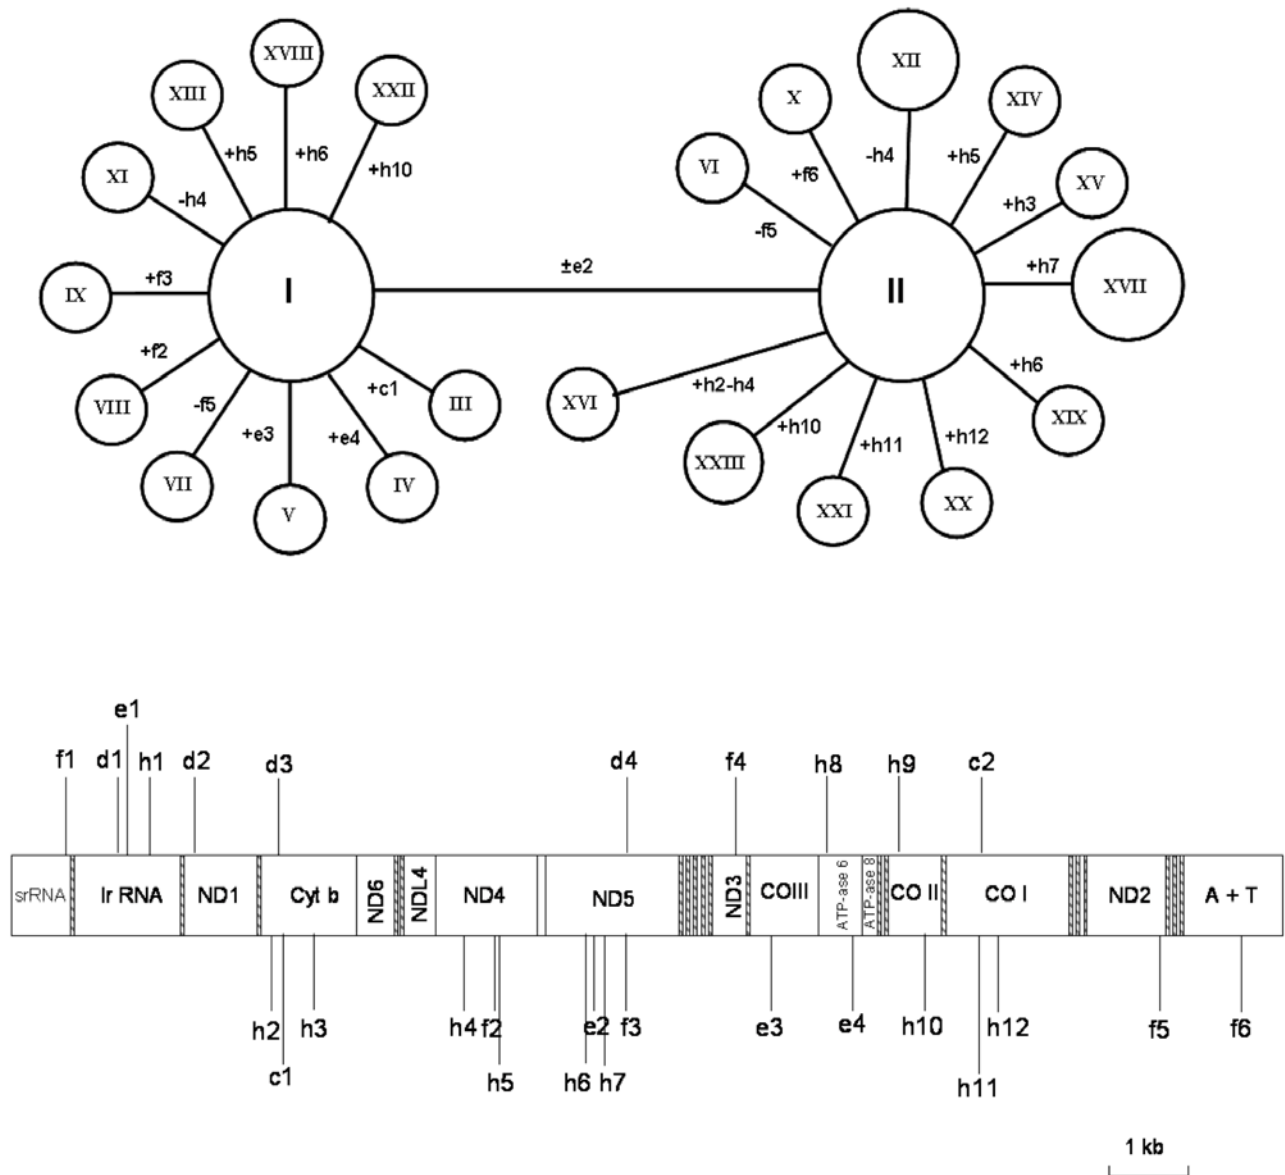 XVIII
XII
XIII
XXII
X
XIV
+h5
+h6
+h10
-h4
+h5
XI
VI
+f6
XV
-h4
-f5
+h3
+f3
±e2
+h7
IX
I
II
XVII
+f2
+h6
+c1
+h2-h4
VIII
-f5
III
XVI
XIX
+e3
+e4
+h10
+h11
+h12
XXIII
VII
IV
V
XXI
XX
e1
f1
d1
h1
d2
d3
d4
f4
h8
h9
c2
srRNA
lr RNA
ND1
Cyt b
ND6
NDL4
ND4
ND5
ND3
COIII
ATP-ase 6
ATP-ase 8
CO II
CO I
ND2
A + T
h2
h3
h4
f2
e2
f3
e3
e4
h10
h12
f5
f6
c1
h5
h6
h7
h11
1 kb